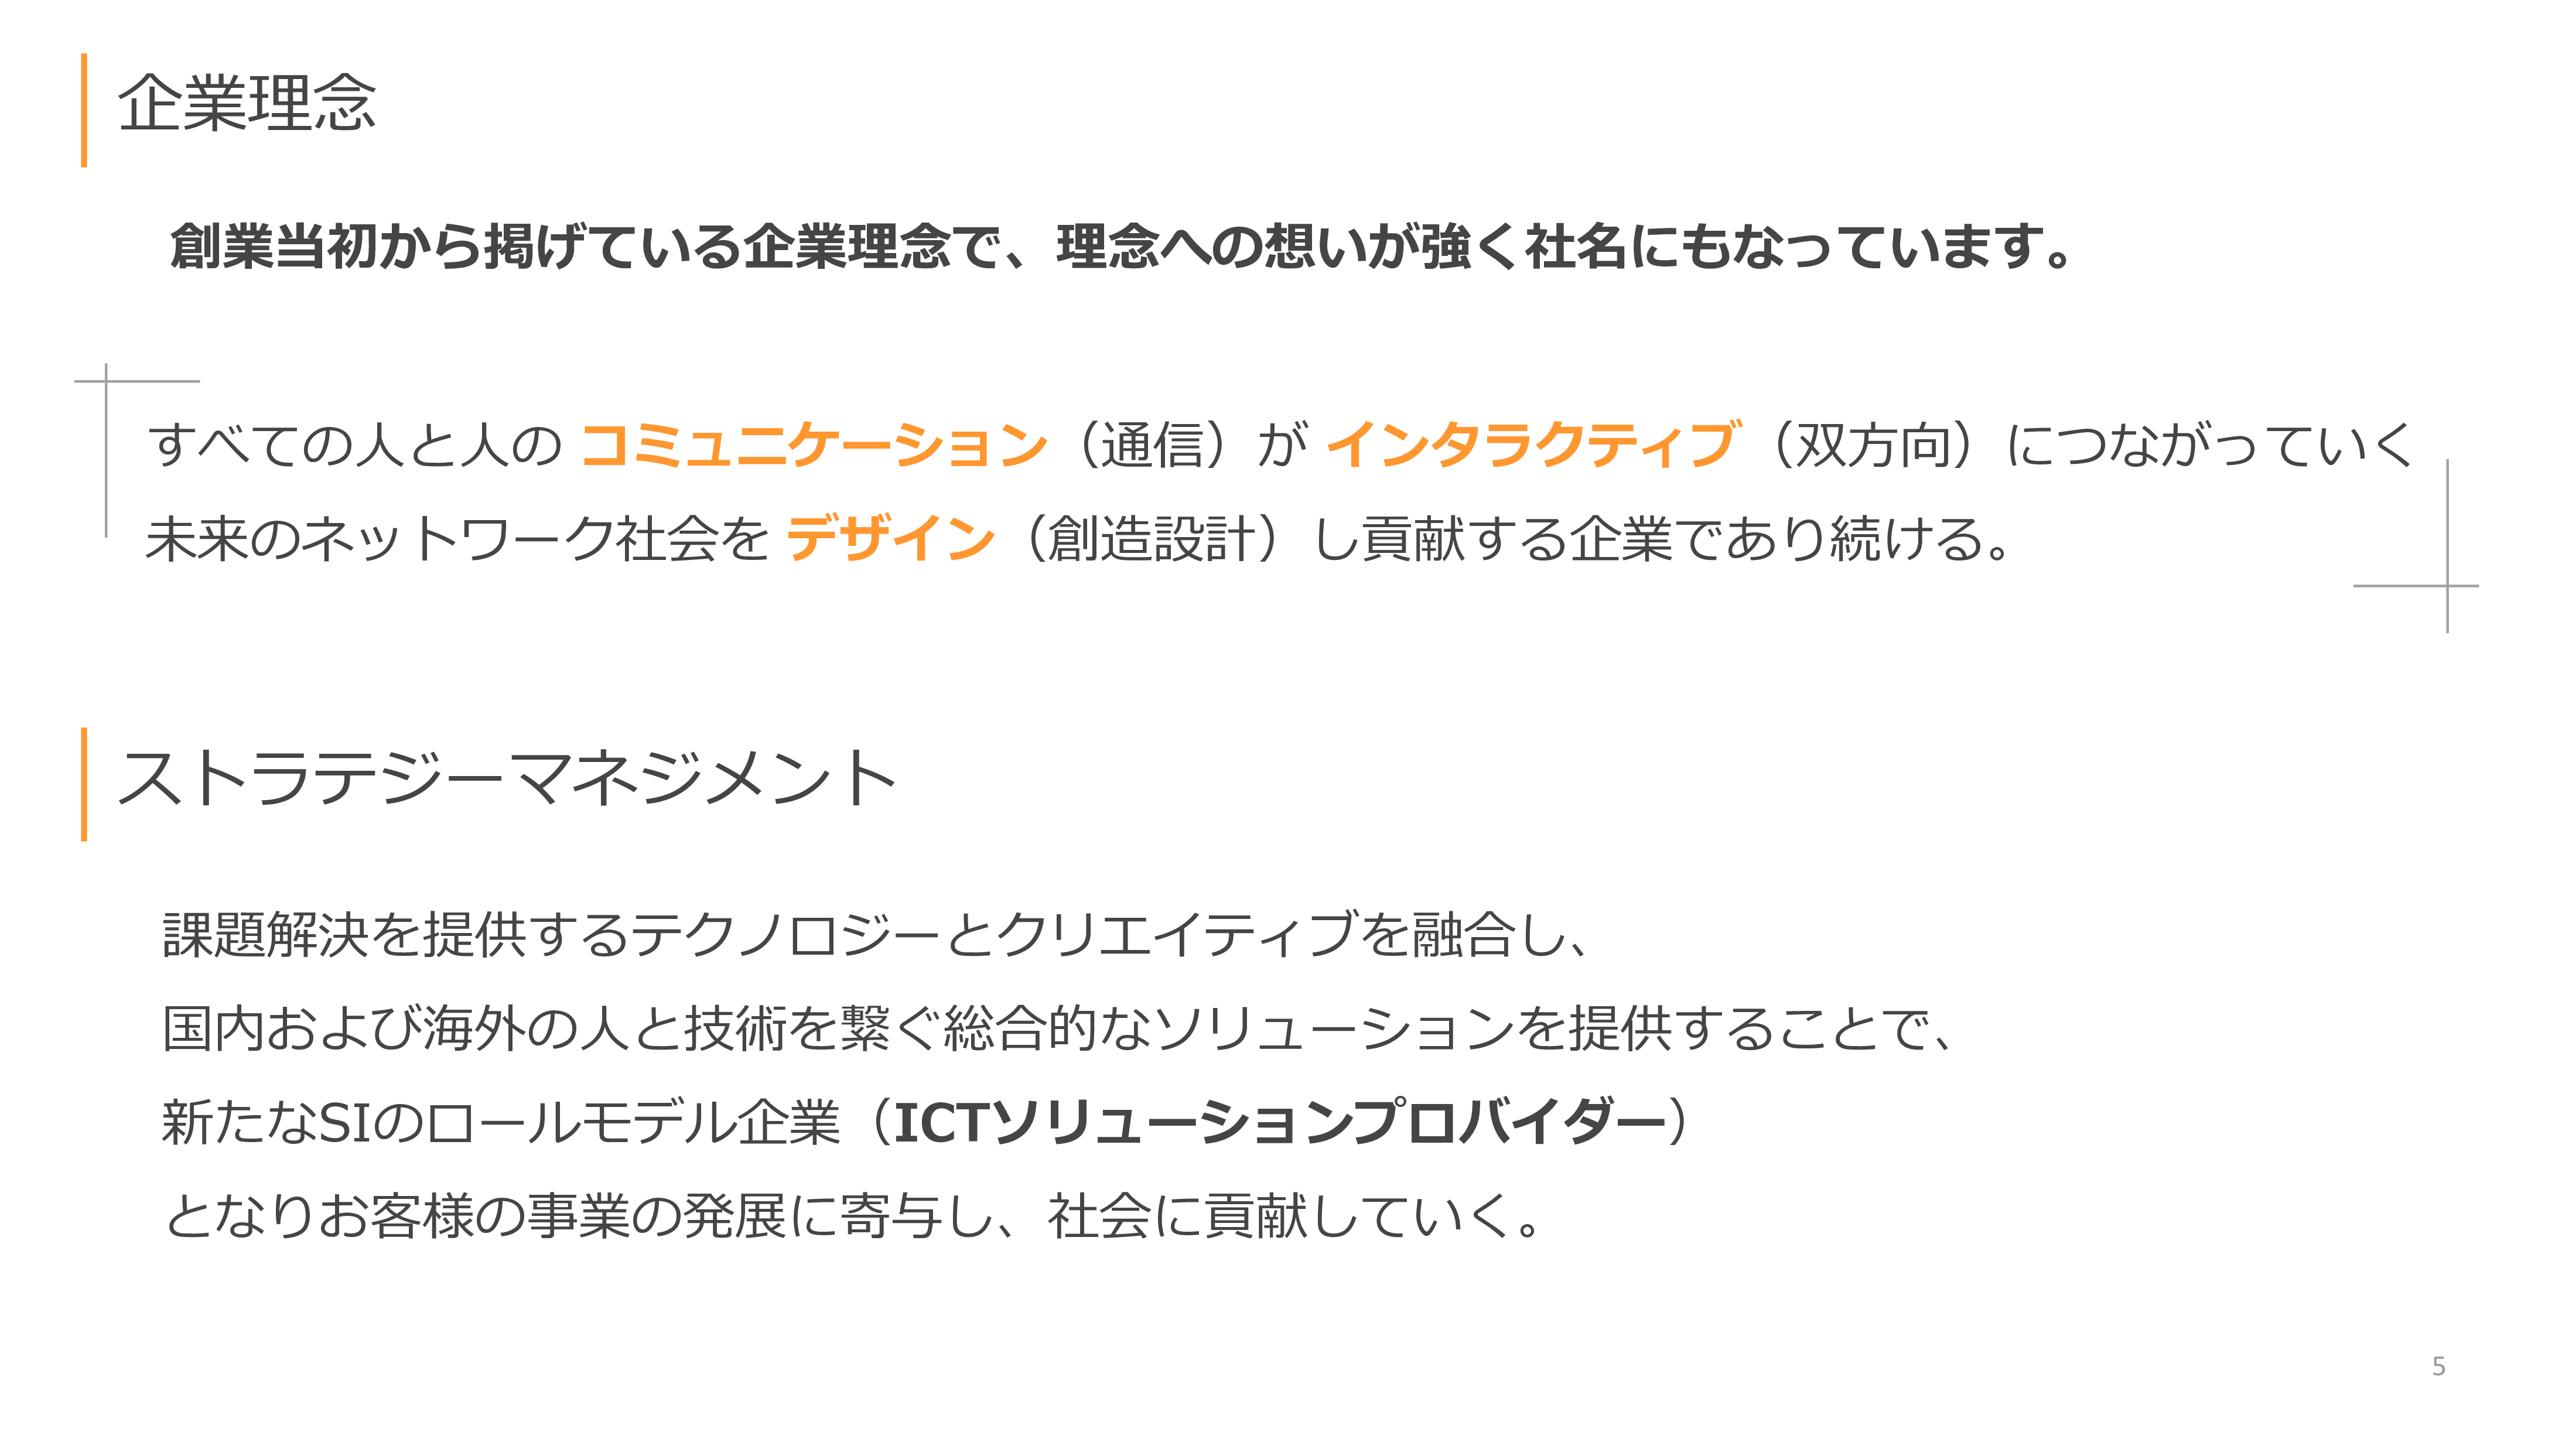 企業理念
創業当初から掲げている企業理念で、理念への想いが強く社名にもなっています。
すべての人と人の コミュニケーション（通信）が インタラクティブ（双方向）につながっていく
未来のネットワーク社会を デザイン（創造設計）し貢献する企業であり続ける。
ストラテジーマネジメント
課題解決を提供するテクノロジーとクリエイティブを融合し、
国内および海外の人と技術を繋ぐ総合的なソリューションを提供することで、
新たなSIのロールモデル企業（ICTソリューションプロバイダー）
となりお客様の事業の発展に寄与し、社会に貢献していく。
5